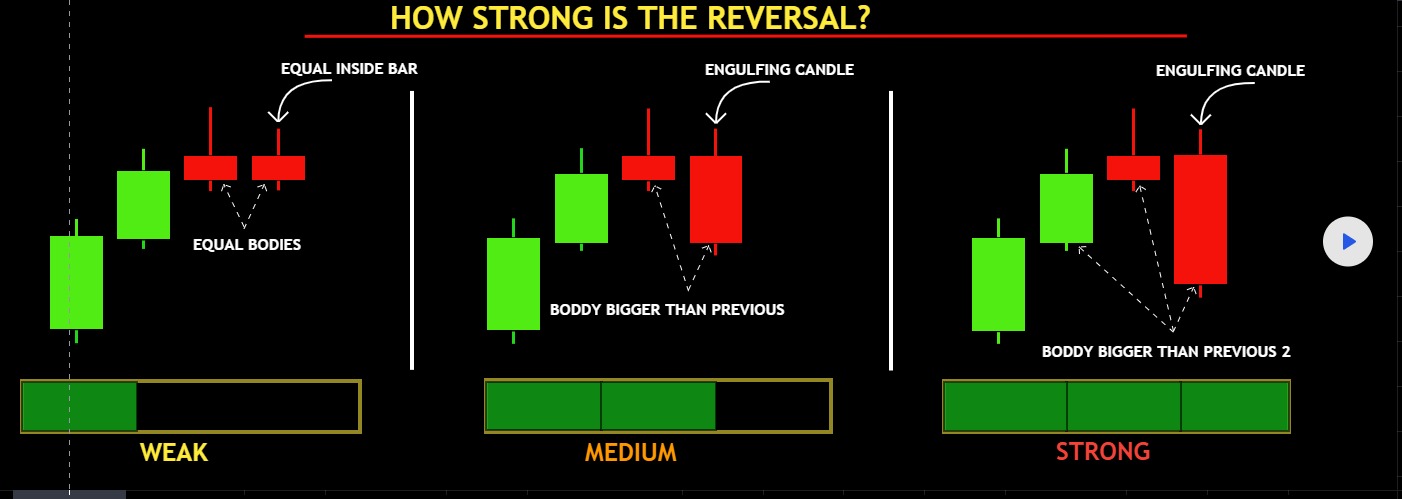 HOW STRONG IS THE REVERSAL?
EQUAL INSIDE BAR
EQUAL BODIES
WEAK
ENGULFING CANDLE
BODDY BIGGER THAN PREVIOUS
MEDIUM
ENGULFING CANDLE
BODDY BIGGER THAN PREVIOUS 2
STRONG